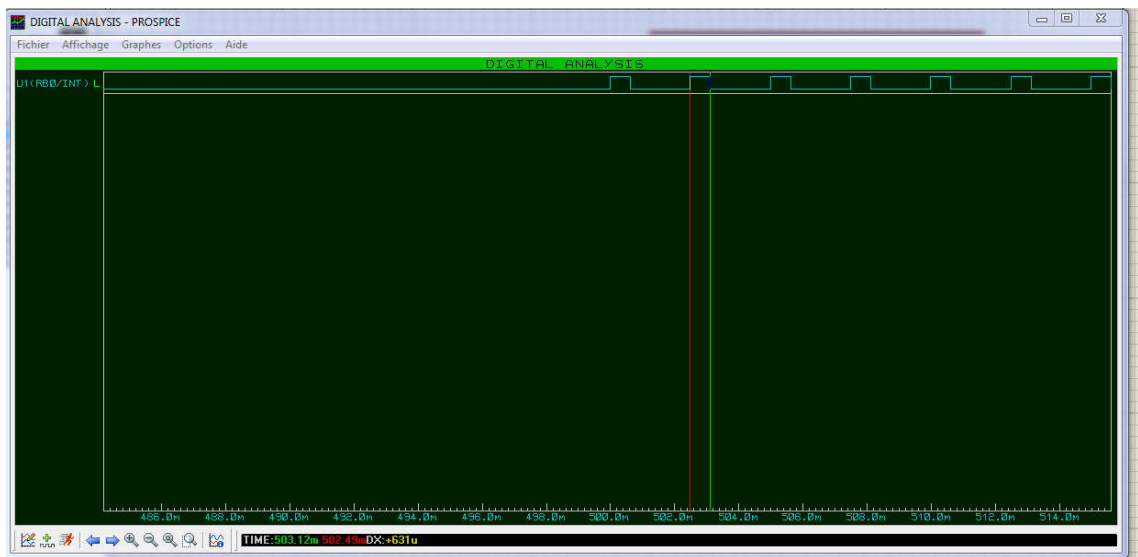 DIGITAL ANALYSIS - PROSPICE
Fichier Affichage Graphes Options Aide
DIGITAL ANALYSIS
U1(RB0/INT) L
486.0m 488.0m 490.0m 492.0m 494.0m 496.0m 498.0m 500.0m 502.0m 504.0m 506.0m 508.0m 510.0m 512.0m 514.0m
TIME:503.12m 502.49m DX:+631u